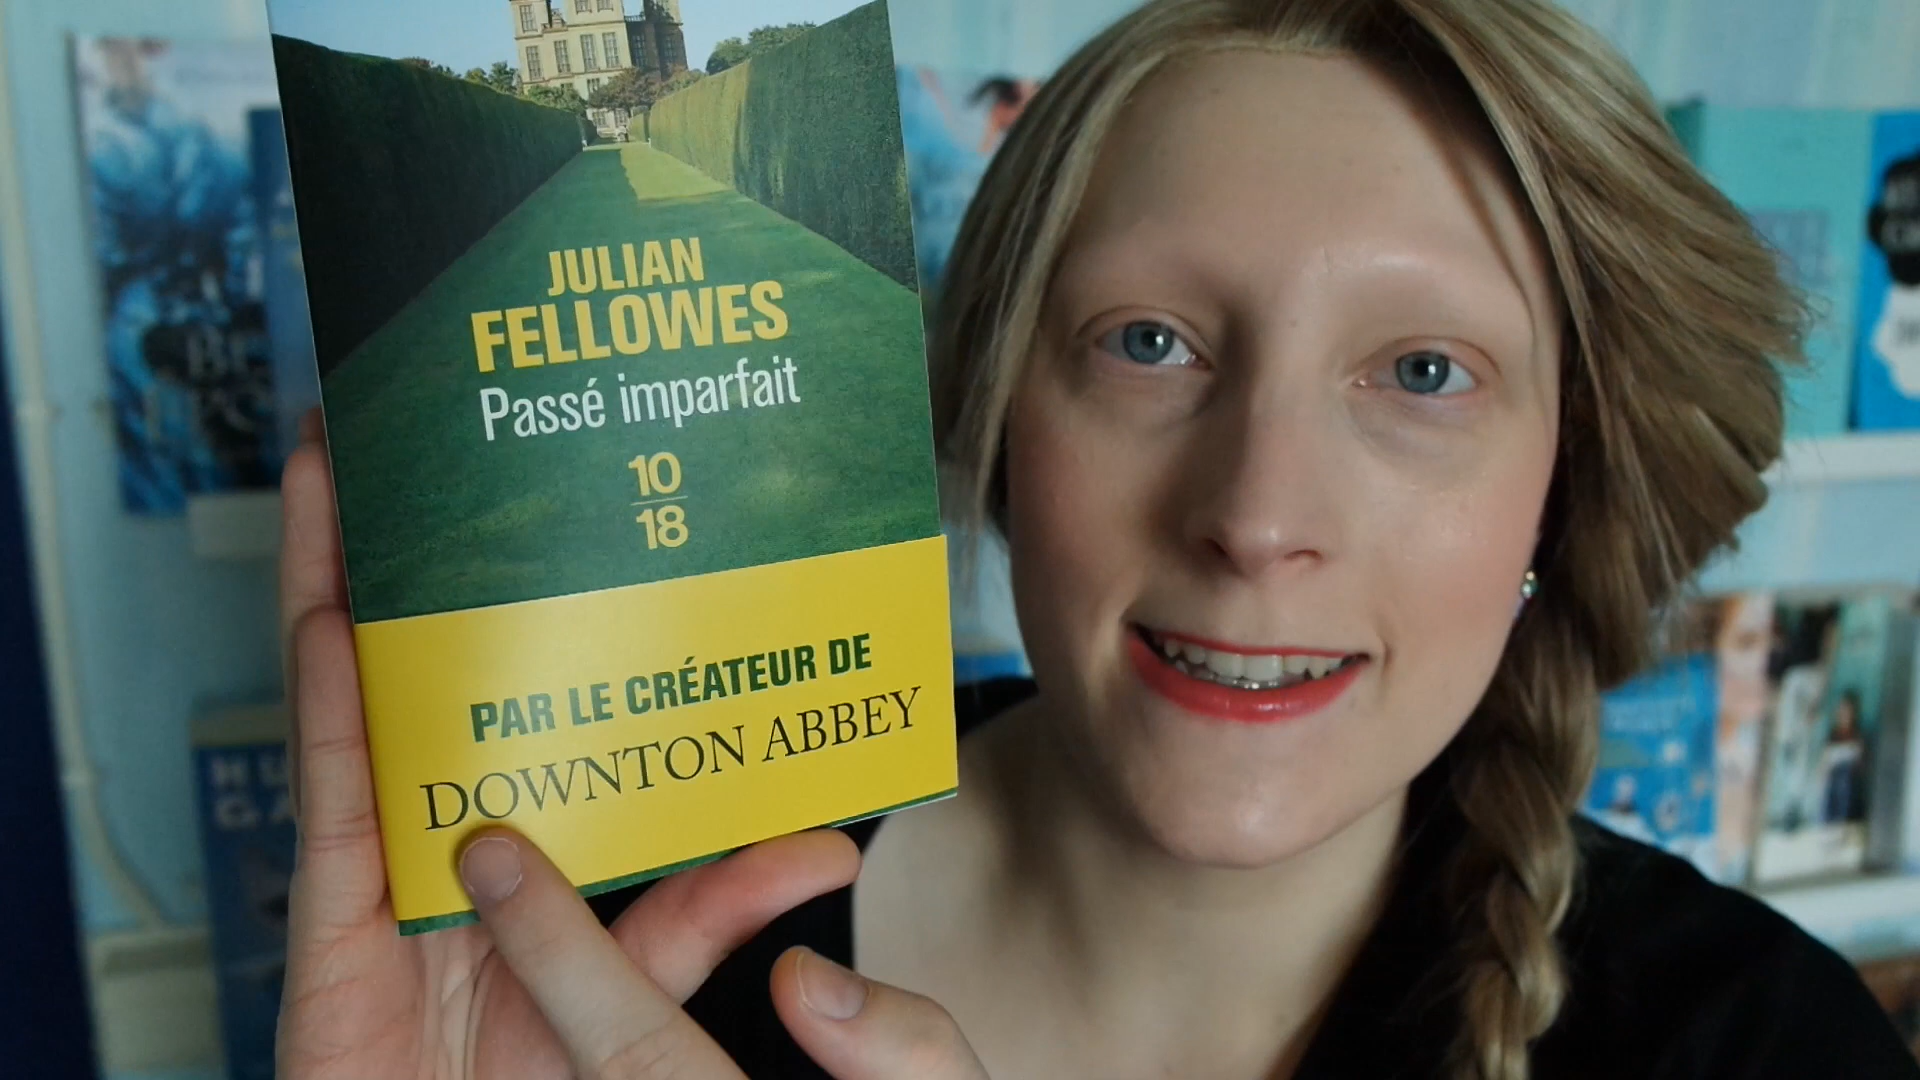 JULIAN
FELLOWES
Passé imparfait
10
18
PAR LE CRÉATEUR DE
DOWNTON ABBEY